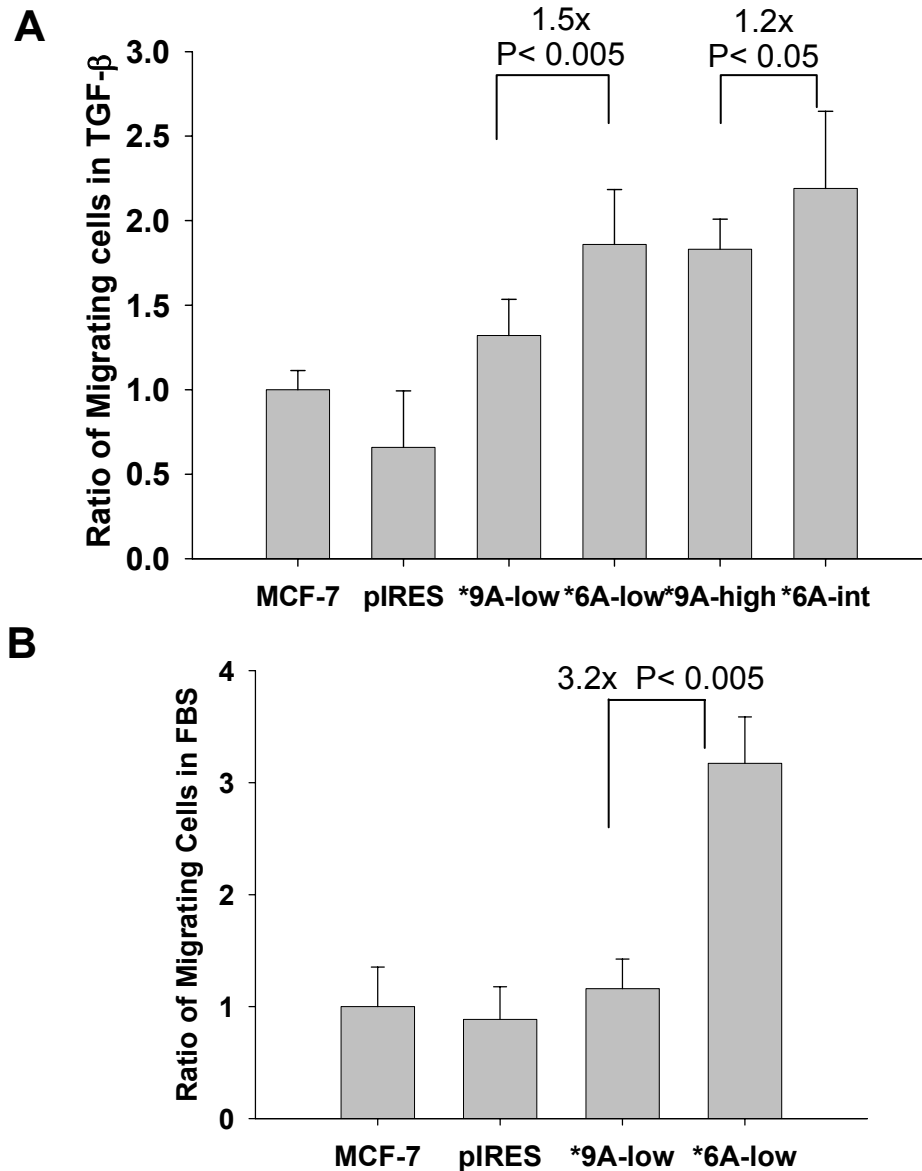 A
1.5x
P< 0.005
1.2x
P< 0.05
Ratio of Migrating cells in TGF-β
3.0
2.5
2.0
1.5
1.0
0.5
0.0
MCF-7 pIRES *9A-low *6A-low *9A-high *6A-int
B
3.2x P< 0.005
Ratio of Migrating Cells in FBS
4
3
2
1
0
MCF-7 pIRES *9A-low *6A-low